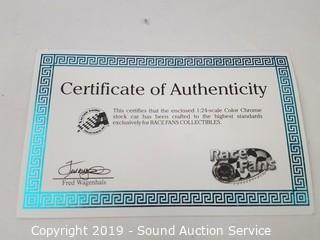 Certificate of Authenticity
This certifies that the enclosed 1:24-scale Color Chrome
stock car has been crafted to the highest standards
exclusively for RACE FANS COLLECTIBLES.
Fred Wagenhals
Race
Fans
Copyright 2019 - Sound Auction Service